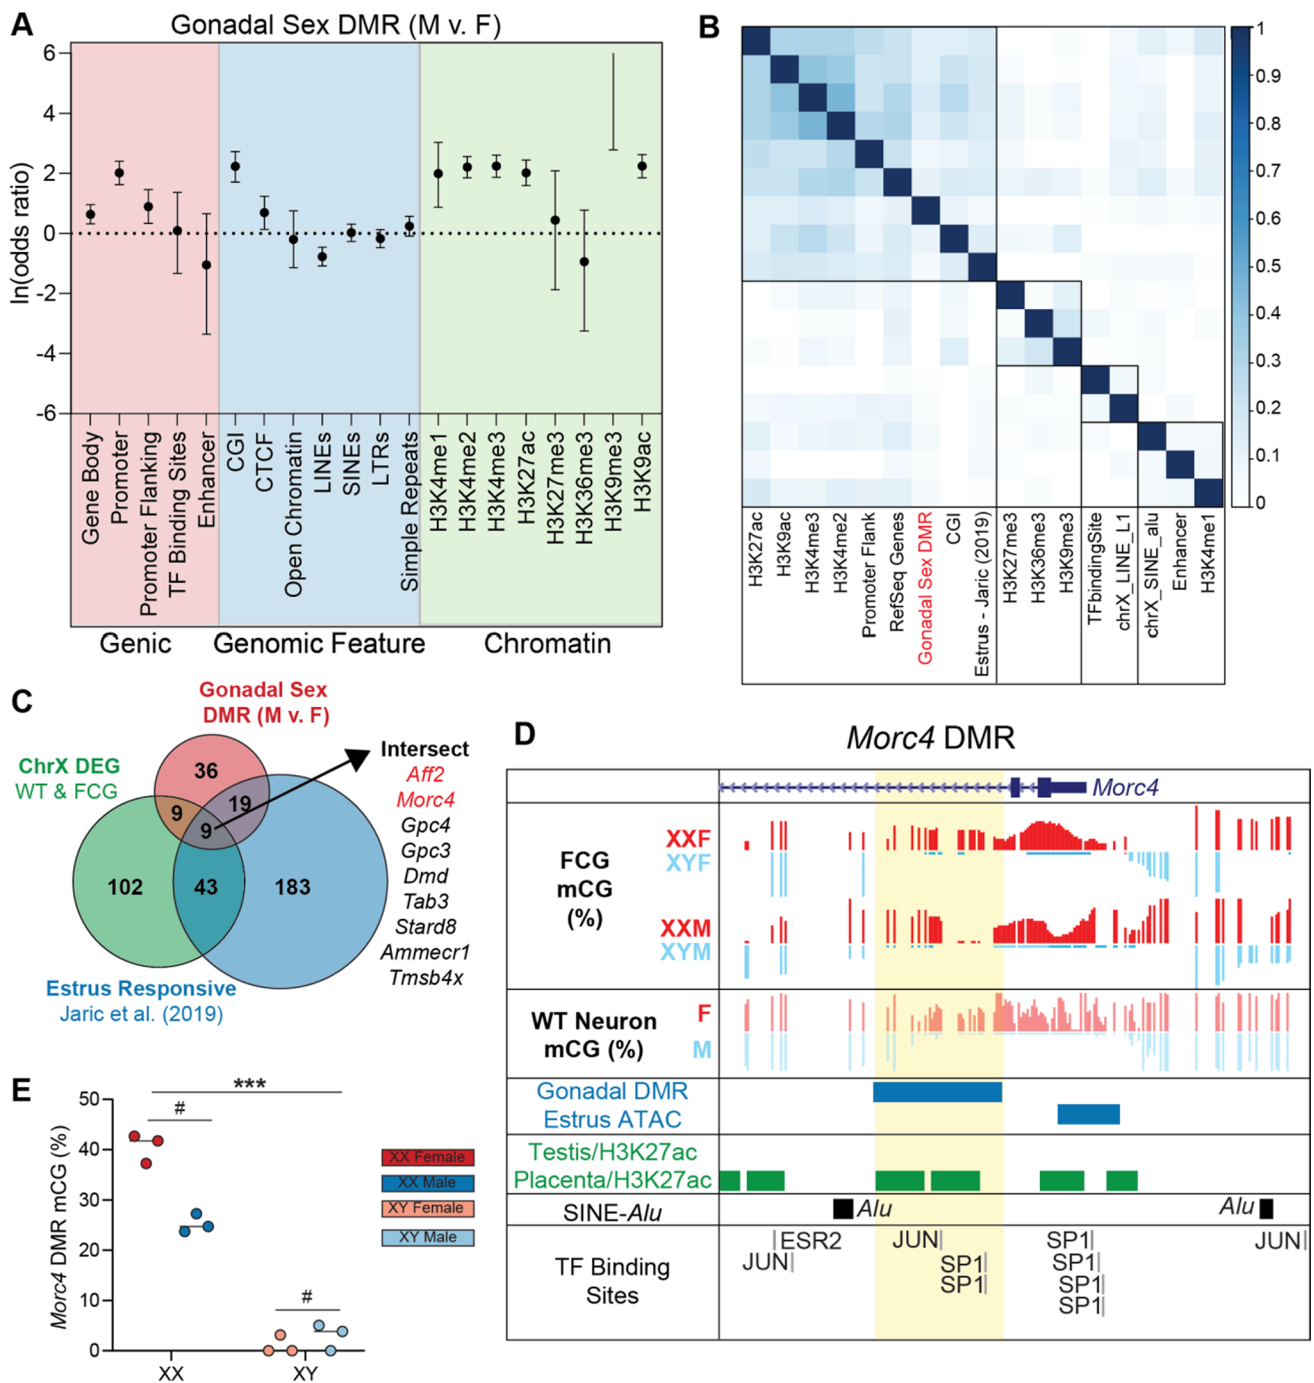 A
Gonadal Sex DMR (M v. F)
ln(odds ratio)
6
4
2
0
-2
-4
-6
Gene Body
Promoter
Promoter Flanking
TF Binding Sites
Enhancer
CGI
CTCF
Open Chromatin
LINEs
SINEs
LTRs
Simple Repeats
H3K4me1
H3K4me2
H3K4me3
H3K27ac
H3K27me3
H3K36me3
H3K9me3
H3K9ac
Genic
Genomic Feature
Chromatin
B
1
0.9
0.8
0.7
0.6
0.5
0.4
0.3
0.2
0.1
0
H3K27ac
H3K9ac
H3K4me3
H3K4me2
Promoter Flank
RefSeq Genes
Gonadal Sex DMR
CGI
Estrus - Jaric (2019)
H3K27me3
H3K36me3
H3K9me3
TFbindingSite
chrX_LINE_L1
chrX_SINE_alu
Enhancer
H3K4me1
C
Gonadal Sex
DMR (M v. F)
ChrX DEG
WT & FCG
36
9
19
9
102
43
183
Estrus Responsive
Jaric et al. (2019)
Intersect
Aff2
Morc4
Gpc4
Gpc3
Dmd
Tab3
Stard8
Ammecr1
Tmsb4x
D
Morc4 DMR
Morc4
FCG
mCG
(%)
XXF
XYF
XXM
XYM
WT Neuron
mCG (%)
F
M
Gonadal DMR
Estrus ATAC
Testis/H3K27ac
Placenta/H3K27ac
SINE-Alu
Alu
Alu
TF Binding
Sites
ESR2
JUN
JUN
SP1
SP1
SP1
SP1
SP1
SP1
JUN
E
Morc4 DMR mCG (%)
50
40
30
20
10
0
***
#
#
XX
XY
XX Female
XX Male
XY Female
XY Male